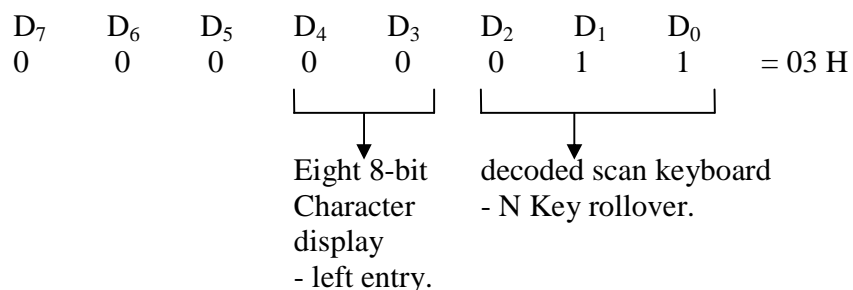 D₇ D₆ D₅ D₄ D₃ D₂ D₁ D₀
0 0 0 0 0 0 1 1 = 03 H
Eight 8-bit decoded scan keyboard
Character - N Key rollover.
display
- left entry.